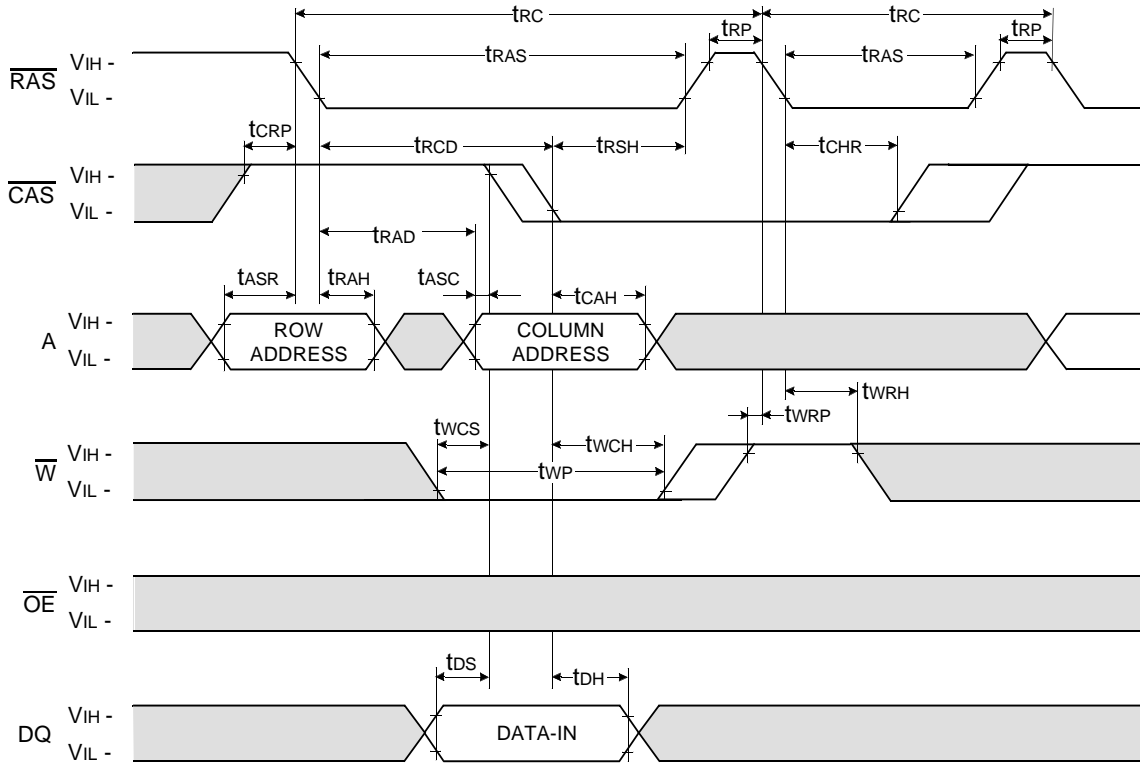 tRC tRC
tRP tRP
RAS VIH - tRAS tRAS
VIL -
tCRP tRCD tRSH tCHR
CAS VIH -
VIL -
tRAD
tASR tRAH tASC tCAH
A VIH - ROW COLUMN
VIL - ADDRESS ADDRESS
tWRH
tWRP
tWCS tWCH
W VIH - tWP
VIL -
OE VIH -
VIL -
tDS tDH
DQ VIH - DATA-IN
VIL -